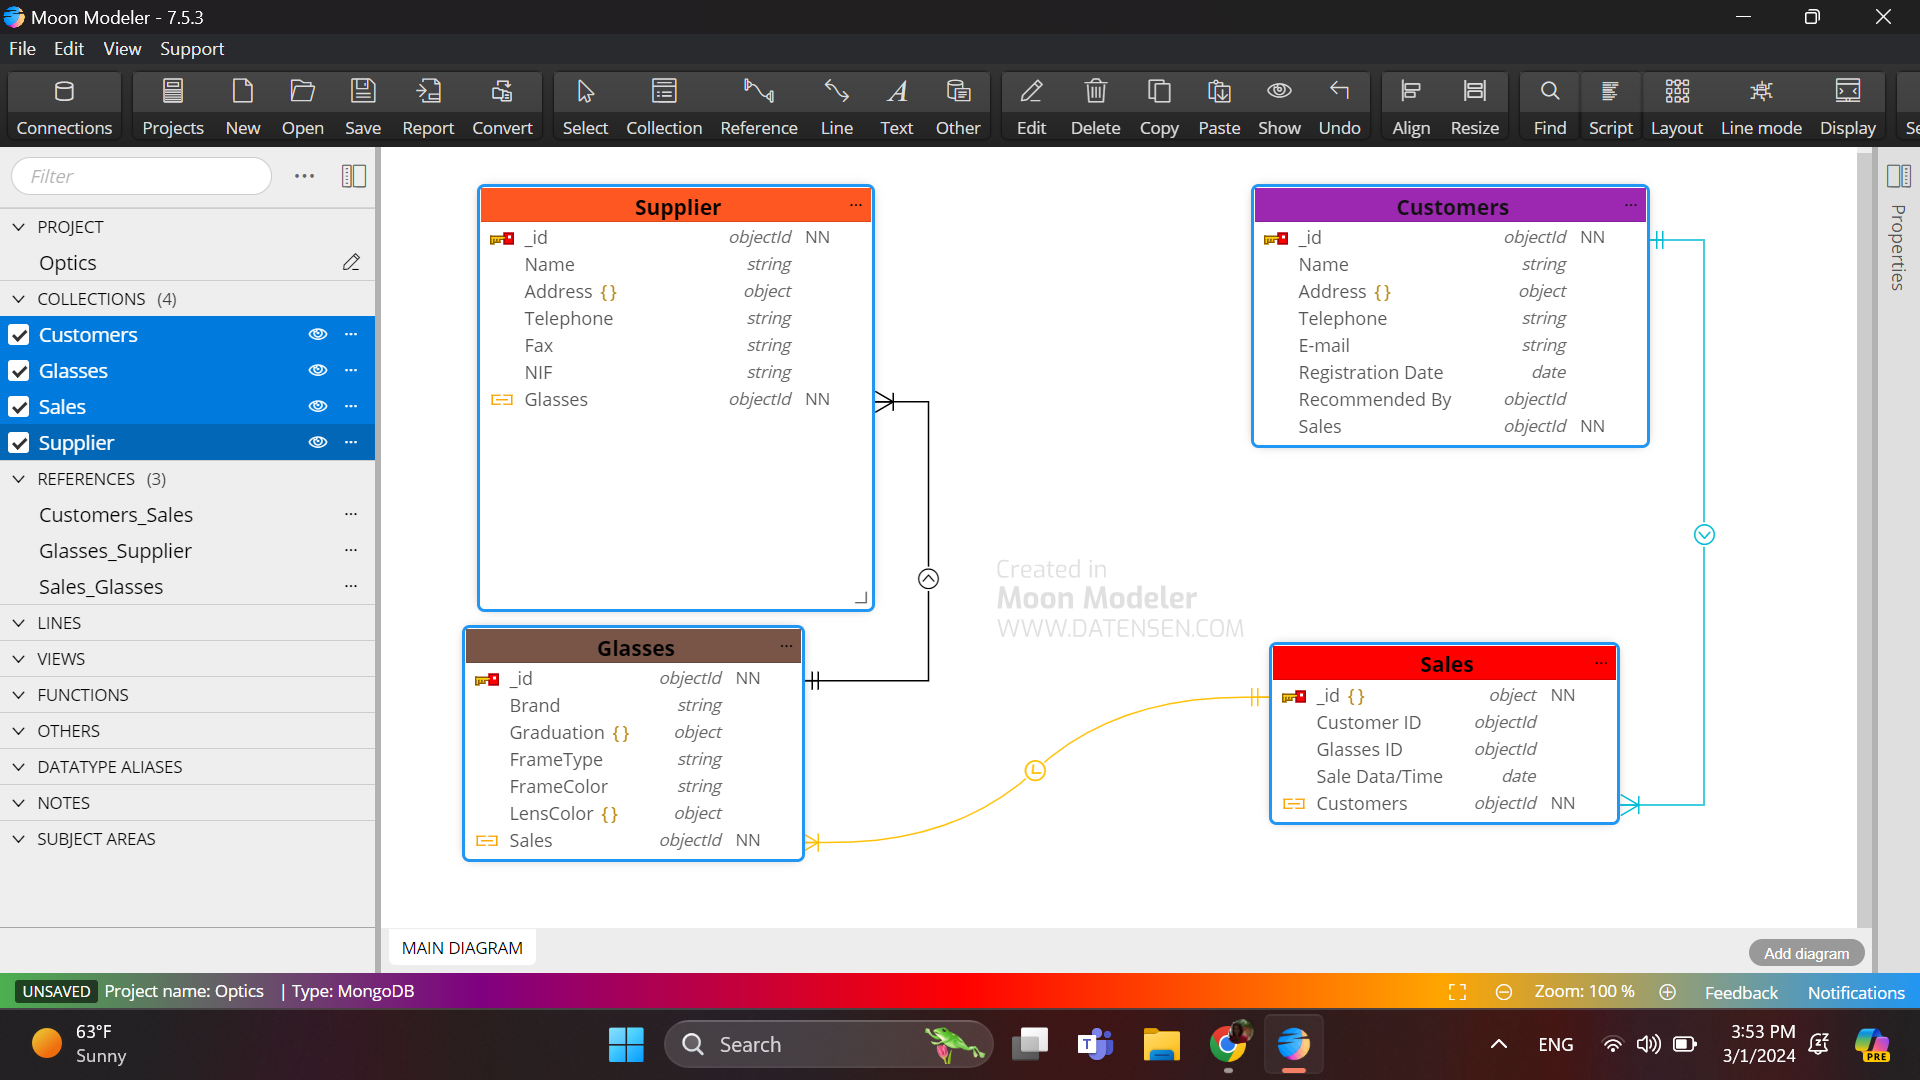 Moon Modeler - 7.5.3
File Edit View Support
Connections Projects New Open Save Report Convert Select Collection Reference Line Text Other Edit Delete Copy Paste Show Undo Align Resize Find Script Layout Line mode Display Se
Filter
PROJECT
Optics
COLLECTIONS (4)
Customers
Glasses
Sales
Supplier
REFERENCES (3)
Customers_Sales
Glasses_Supplier
Sales_Glasses
LINES
VIEWS
FUNCTIONS
OTHERS
DATATYPE ALIASES
NOTES
SUBJECT AREAS
Supplier
_id objectId NN
Name string
Address {} object
Telephone string
Fax string
NIF string
Glasses objectId NN
Customers
_id objectId NN
Name string
Address {} object
Telephone string
E-mail string
Registration Date date
Recommended By objectId
Sales objectId NN
Properties
Created in
Moon Modeler
WWW.DATENSEN.COM
Glasses
_id objectId NN
Brand string
Graduation {} object
FrameType string
FrameColor string
LensColor {} object
Sales objectId NN
Sales
_id {} object NN
Customer ID objectId
Glasses ID objectId
Sale Data/Time date
Customers objectId NN
MAIN DIAGRAM
Add diagram
UNSAVED Project name: Optics | Type: MongoDB
Zoom: 100 % Feedback Notifications
63°F
Sunny
Search
ENG
3:53 PM
3/1/2024
PRE